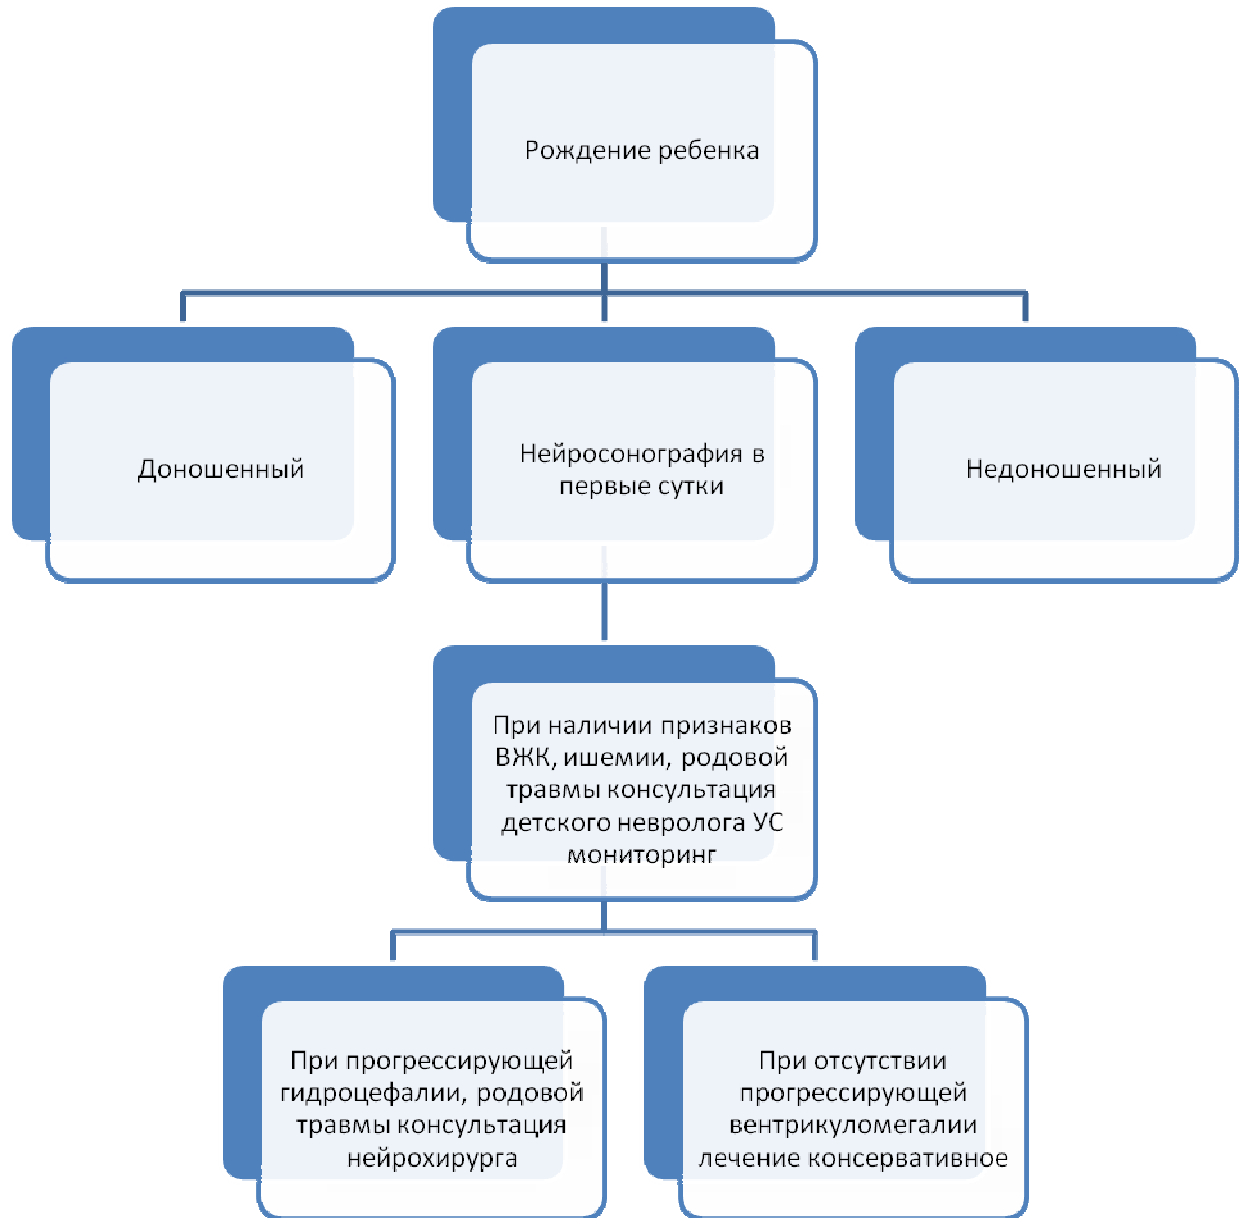 Рождение ребенка
Доношенный
Нейросонография в
первые сутки
Недоношенный
При наличии признаков
ВЖК, ишемии, родовой
травмы консультация
детского невролога УС
мониторинг
При прогрессирующей
гидроцефалии, родовой
травмы консультация
нейрохирурга
При отсутствии
прогрессирующей
вентрикуломегалии
лечение консервативное